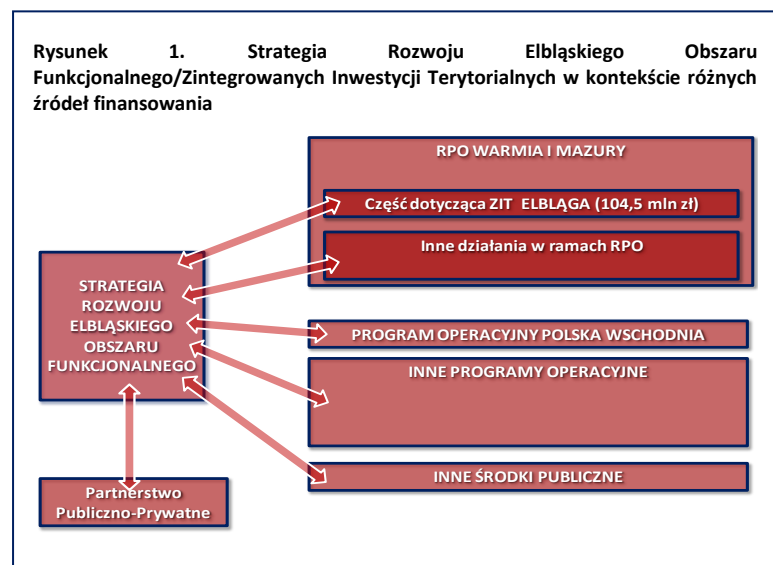 Rysunek 1. Strategia Rozwoju Elbląskiego Obszaru
Funkcjonalnego/Zintegrowanych Inwestycji Terytorialnych w kontekście różnych
źródeł finansowania
RPO WARMIA I MAZURY
Część dotycząca ZIT ELBLĄGA (104,5 mln zł)
Inne działania w ramach RPO
STRATEGIA
ROZWOJU
ELBLĄSKIEGO
OBSZARU
FUNKCJONALNEGO
PROGRAM OPERACYJNY POLSKA WSCHODNIA
INNE PROGRAMY OPERACYJNE
INNE ŚRODKI PUBLICZNE
Partnerstwo
Publiczno-Prywatne